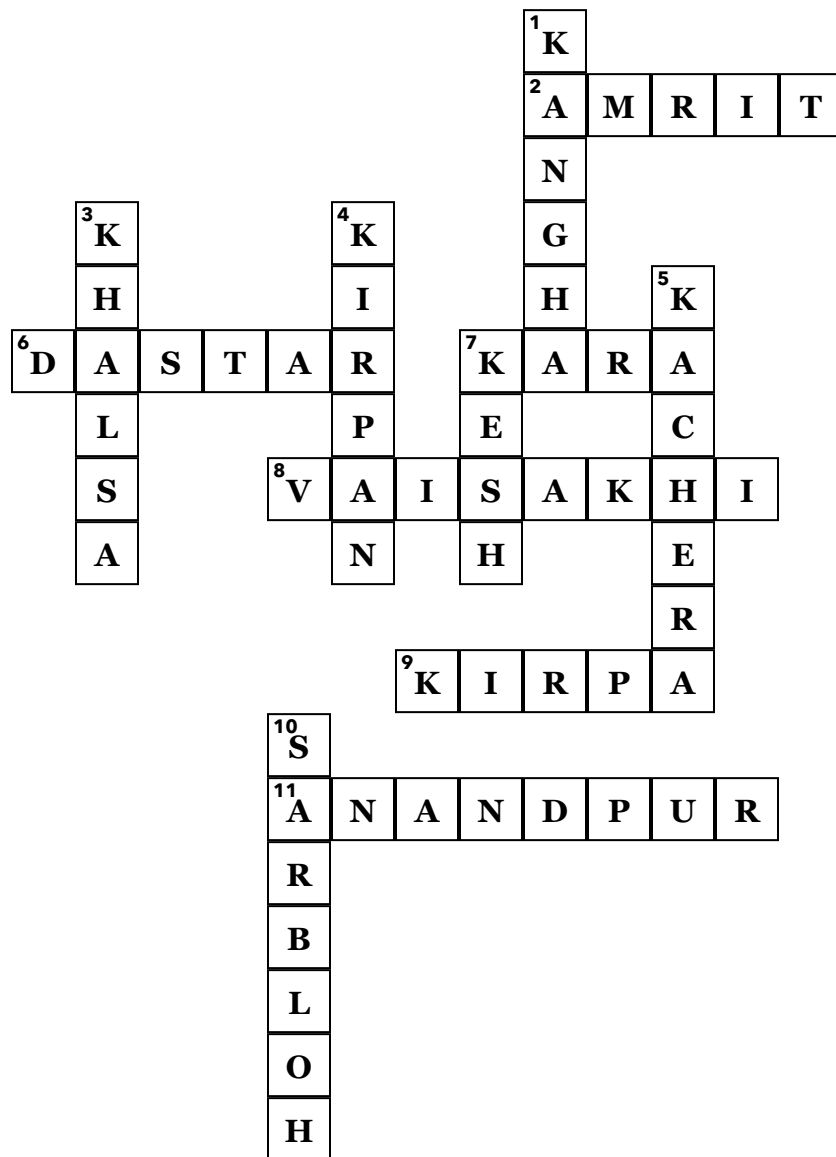 1 K
2 A M R I T
N
3 K 4 K G
H I H 5 K
6 D A S T A R 7 K A R A
L P E C
S 8 V A I S A K H I
A N H E
R
9 K I R P A
10 S
11 A N A N D P U R
R
B
L
O
H